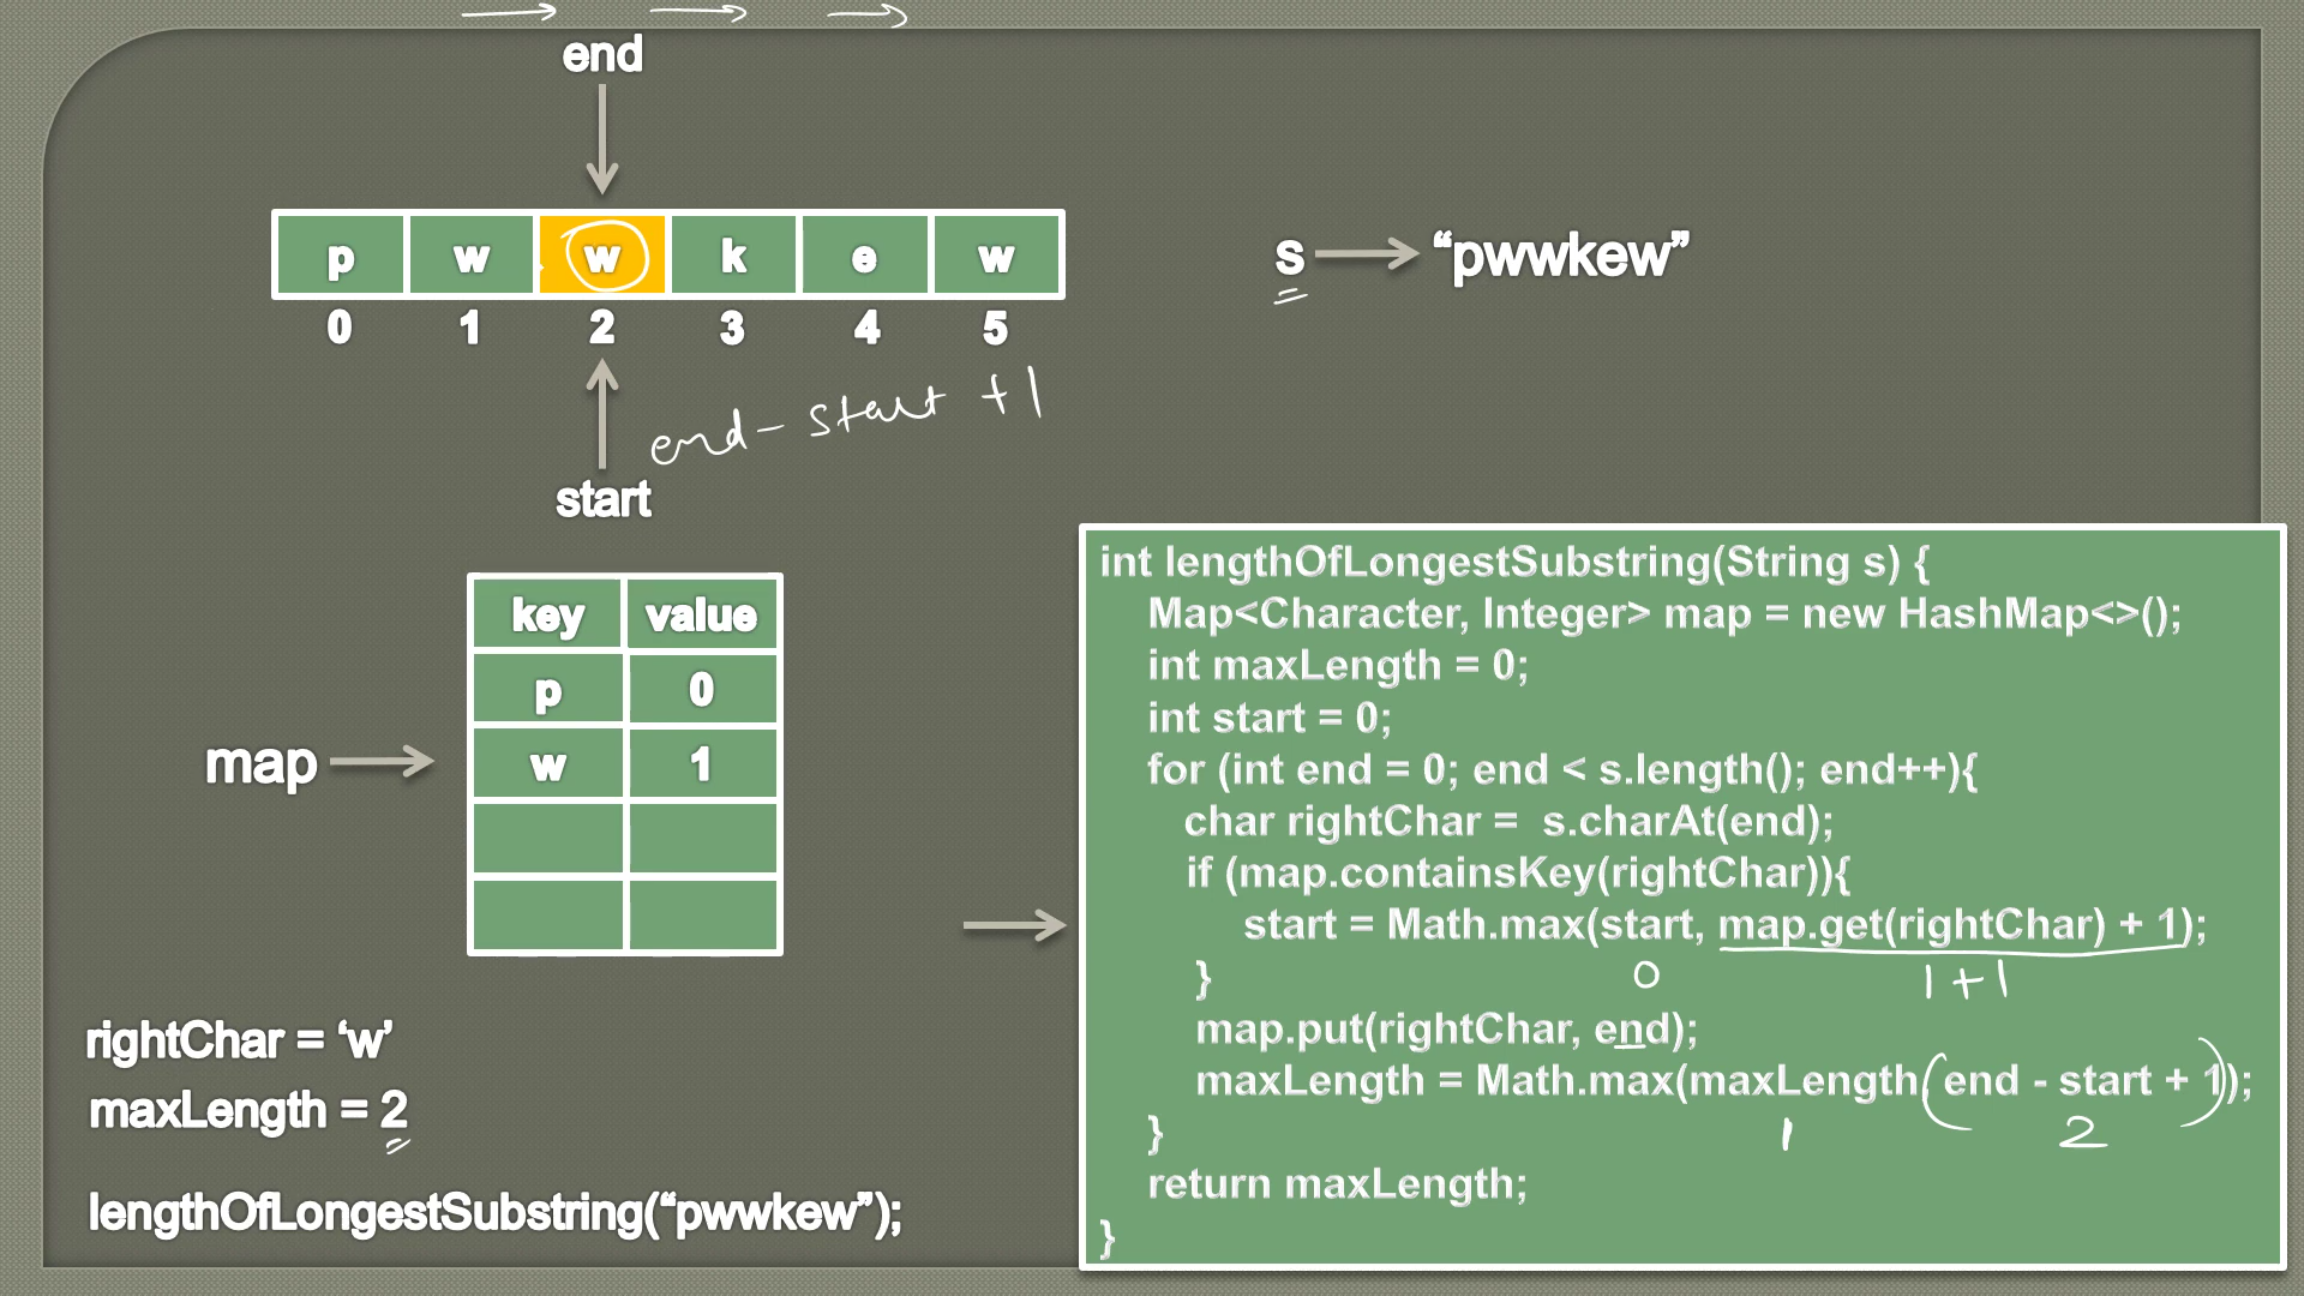 end
p w w k e w
0 1 2 3 4 5
end - start + 1
start
s “pwwkew”
map
key value
p 0
w 1
rightChar = ‘w’
maxLength = 2
lengthOfLongestSubstring(“pwwkew”);
int lengthOfLongestSubstring(String s) {
Map<Character, Integer> map = new HashMap<>();
int maxLength = 0;
int start = 0;
for (int end = 0; end < s.length(); end++){
char rightChar = s.charAt(end);
if (map.containsKey(rightChar)){
start = Math.max(start, map.get(rightChar) + 1);
} 0 1+1
map.put(rightChar, end);
maxLength = Math.max(maxLength, end - start + 1);
} 1 2
return maxLength;
}